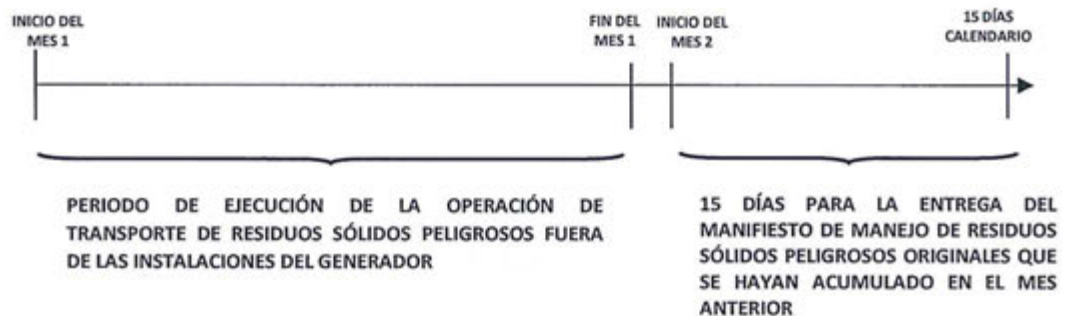 INICIO DEL
MES 1
FIN DEL
MES 1
INICIO DEL
MES 2
15 DÍAS
CALENDARIO
PERIODO DE EJECUCIÓN DE LA OPERACIÓN DE
TRANSPORTE DE RESIDUOS SÓLIDOS PELIGROSOS FUERA
DE LAS INSTALACIONES DEL GENERADOR
15 DÍAS PARA LA ENTREGA DEL
MANIFIESTO DE MANEJO DE RESIDUOS
SÓLIDOS PELIGROSOS ORIGINALES QUE
SE HAYAN ACUMULADO EN EL MES
ANTERIOR